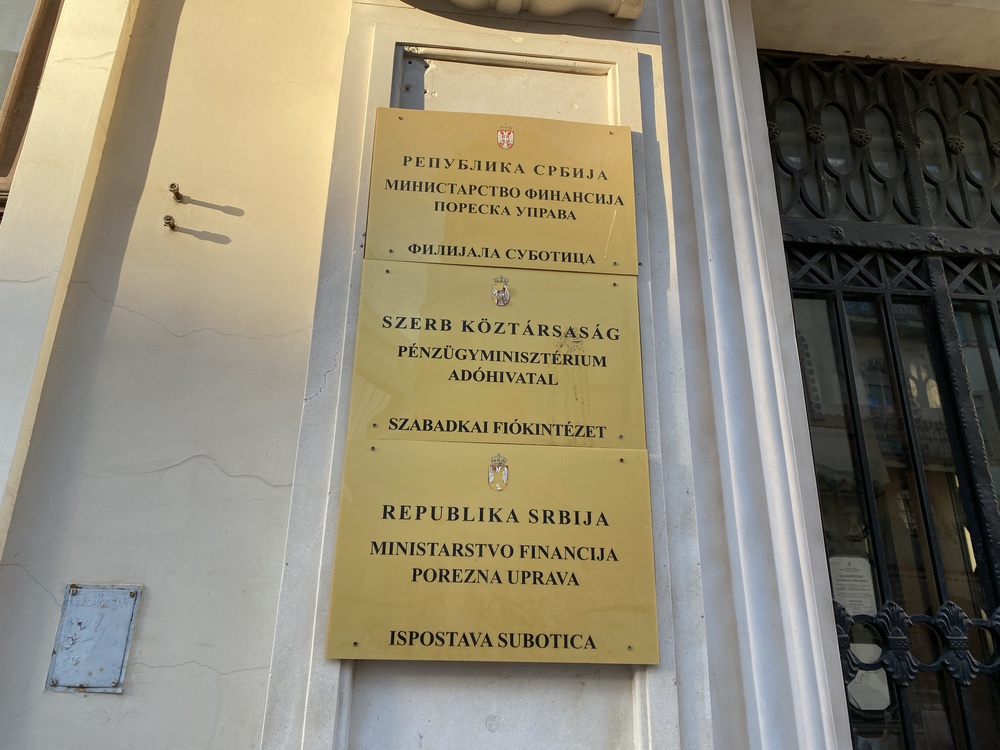 РЕПУБЛИКА СРБИЈА
МИНИСТАРСТВО ФИНАНСИЈА
ПОРЕСКА УПРАВА
ФИЛИЈАЛА СУБОТИЦА
SZERB KÖZTÁRSASÁG
PÉNZÜGYMINISZTÉRIUM
ADÓHIVATAL
SZABADKAI FIÓKINTÉZET
REPUBLIKA SRBIJA
MINISTARSTVO FINANCIJA
POREZNA UPRAVA
ISPOSTAVA SUBOTICA